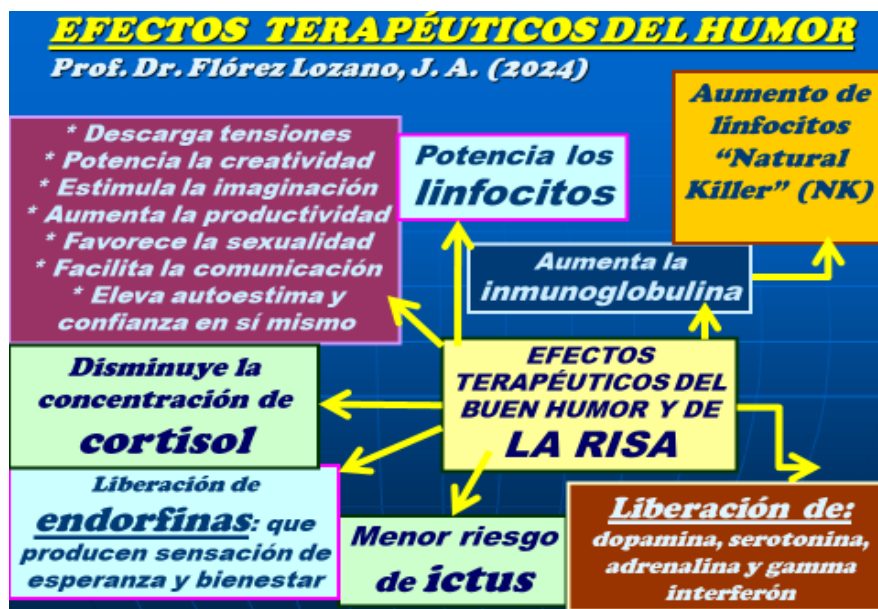 EFECTOS TERAPÉUTICOS DEL HUMOR
Prof. Dr. Flórez Lozano, J. A. (2024)
* Descarga tensiones
* Potencia la creatividad
* Estimula la imaginación
* Aumenta la productividad
* Favorece la sexualidad
* Facilita la comunicación
* Eleva autoestima y
confianza en sí mismo
Potencia los
linfocitos
Aumento de
linfocitos
“Natural
Killer” (NK)
Aumenta la
inmunoglobulina
Disminuye la
concentración de
cortisol
EFECTOS
TERAPÉUTICOS DEL
BUEN HUMOR Y DE
LA RISA
Liberación de
endorfinas: que
producen sensación de
esperanza y bienestar
Menor riesgo
de ictus
Liberación de:
dopamina, serotonina,
adrenalina y gamma
interferón